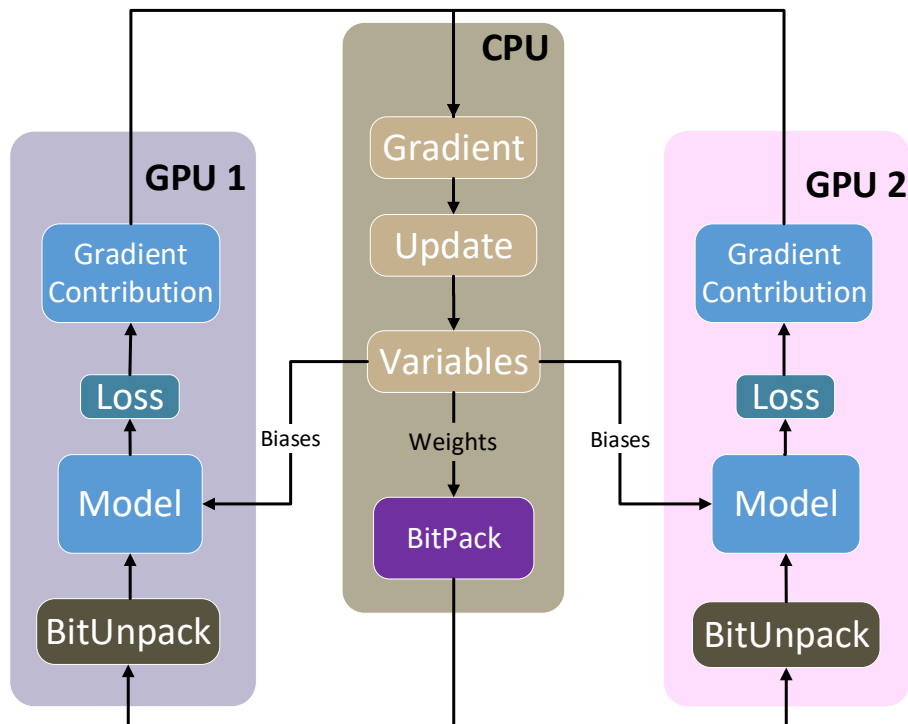 CPU
Gradient
Update
Variables
Weights
BitPack
GPU 1
Gradient
Contribution
Loss
Biases
Model
BitUnpack
GPU 2
Gradient
Contribution
Loss
Biases
Model
BitUnpack